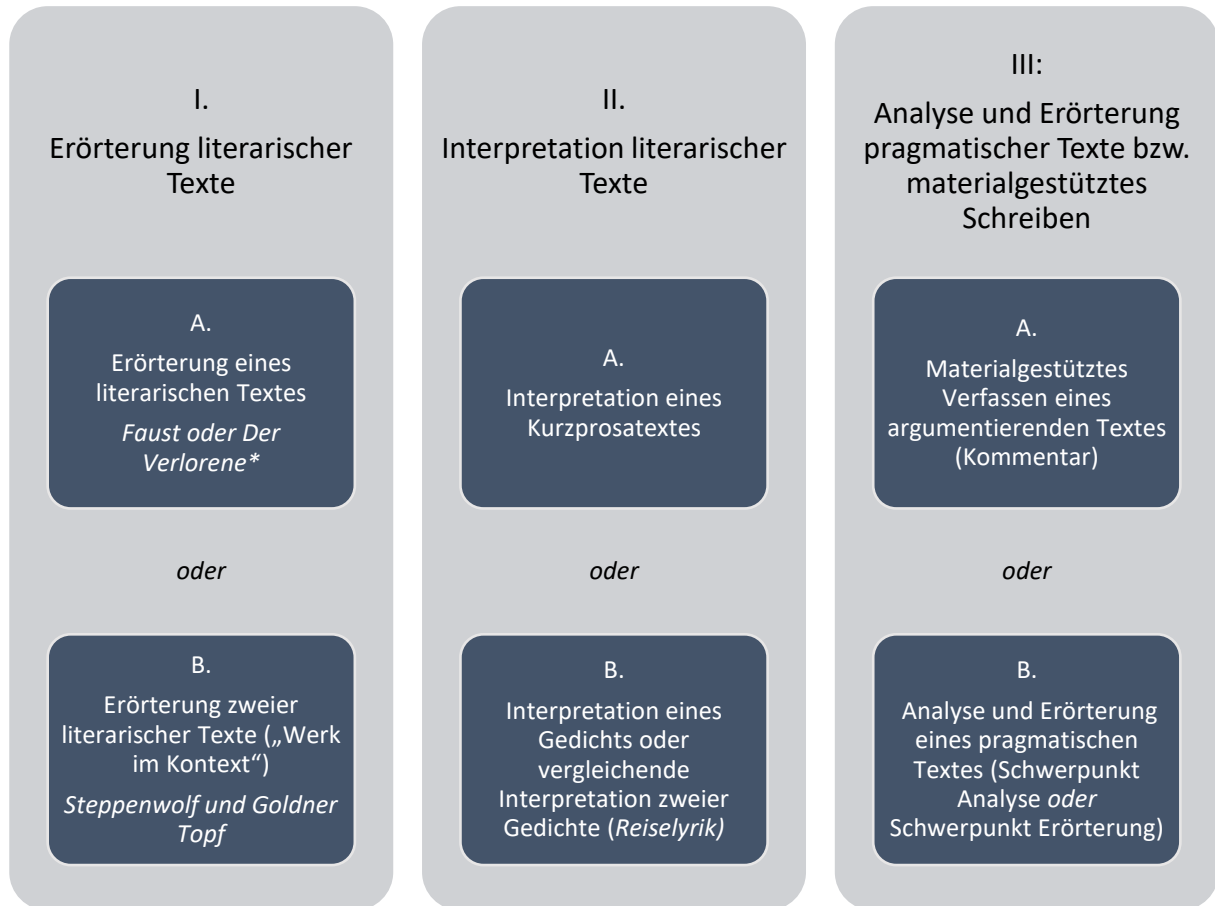 I.
Erörterung literarischer
Texte
A.
Erörterung eines
literarischen Textes
Faust oder Der
Verlorene*
oder
B.
Erörterung zweier
literarischer Texte („Werk
im Kontext“)
Steppenwolf und Goldner
Topf
II.
Interpretation literarischer
Texte
A.
Interpretation eines
Kurzprosatextes
oder
B.
Interpretation eines
Gedichts oder
vergleichende
Interpretation zweier
Gedichte (Reiselyrik)
III:
Analyse und Erörterung
pragmatischer Texte bzw.
materialgestütztes
Schreiben
A.
Materialgestütztes
Verfassen eines
argumentierenden Textes
(Kommentar)
oder
B.
Analyse und Erörterung
eines pragmatischen
Textes (Schwerpunkt
Analyse oder
Schwerpunkt Erörterung)